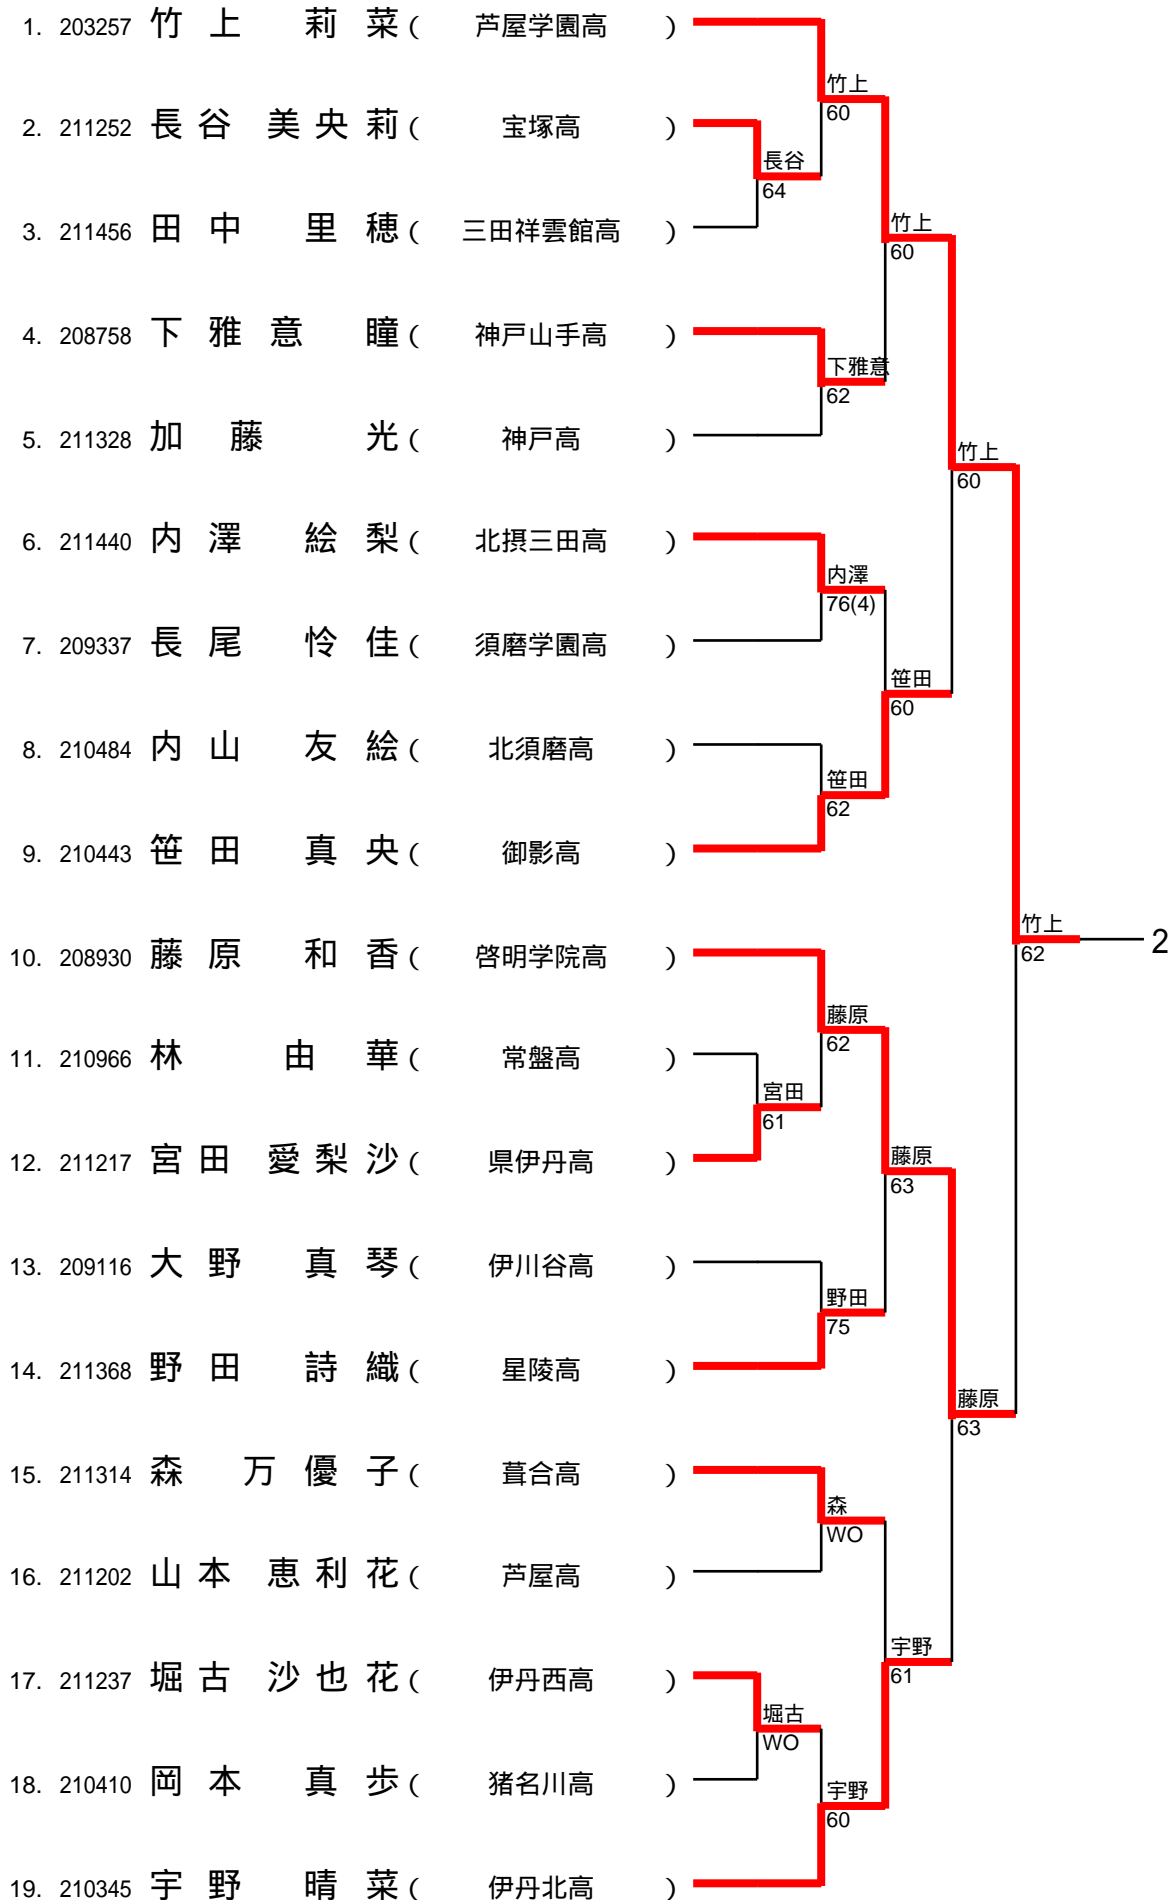 1. 203257 竹上 莉菜 ( 芦屋学園高 )
竹上
60
2. 211252 長谷 美央莉 ( 宝塚高 )
長谷
64
3. 211456 田中 里穂 ( 三田祥雲館高 )
竹上
60
4. 208758 下雅意 瞳 ( 神戸山手高 )
下雅意
62
5. 211328 加藤 光 ( 神戸高 )
竹上
60
6. 211440 内澤 絵梨 ( 北摂三田高 )
内澤
76(4)
7. 209337 長尾 怜佳 ( 須磨学園高 )
笹田
60
8. 210484 内山 友絵 ( 北須磨高 )
笹田
62
9. 210443 笹田 真央 ( 御影高 )
竹上
62
2
10. 208930 藤原 和香 ( 啓明学院高 )
藤原
62
11. 210966 林 由華 ( 常盤高 )
宮田
61
12. 211217 宮田 愛梨沙 ( 県伊丹高 )
藤原
63
13. 209116 大野 真琴 ( 伊川谷高 )
野田
75
14. 211368 野田 詩織 ( 星陵高 )
藤原
63
15. 211314 森 万優子 ( 葺合高 )
森
WO
16. 211202 山本 恵利花 ( 芦屋高 )
宇野
61
17. 211237 堀古 沙也花 ( 伊丹西高 )
堀古
WO
18. 210410 岡本 真歩 ( 猪名川高 )
宇野
60
19. 210345 宇野 晴菜 ( 伊丹北高 )